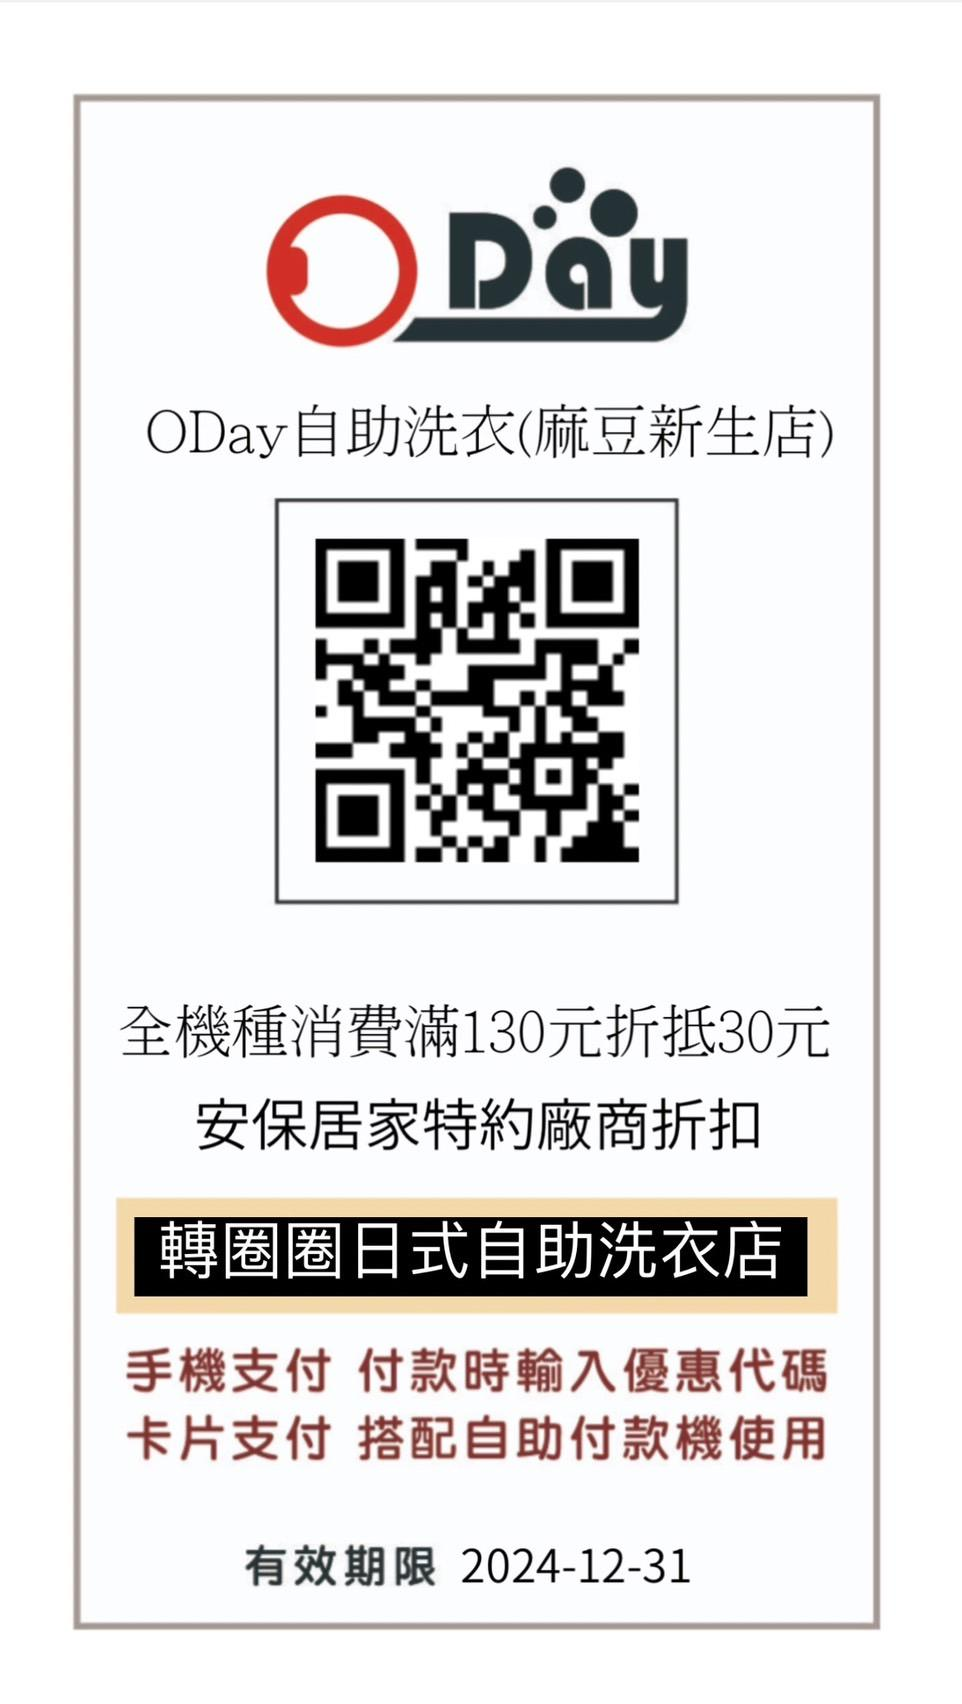 ODay
ODay自助洗衣(麻豆新生店)
全機種消費滿130元折抵30元
安保居家特約廠商折扣
轉圈圈日式自助洗衣店
手機支付 付款時輸入優惠代碼
卡片支付 搭配自助付款機使用
有效期限 2024-12-31